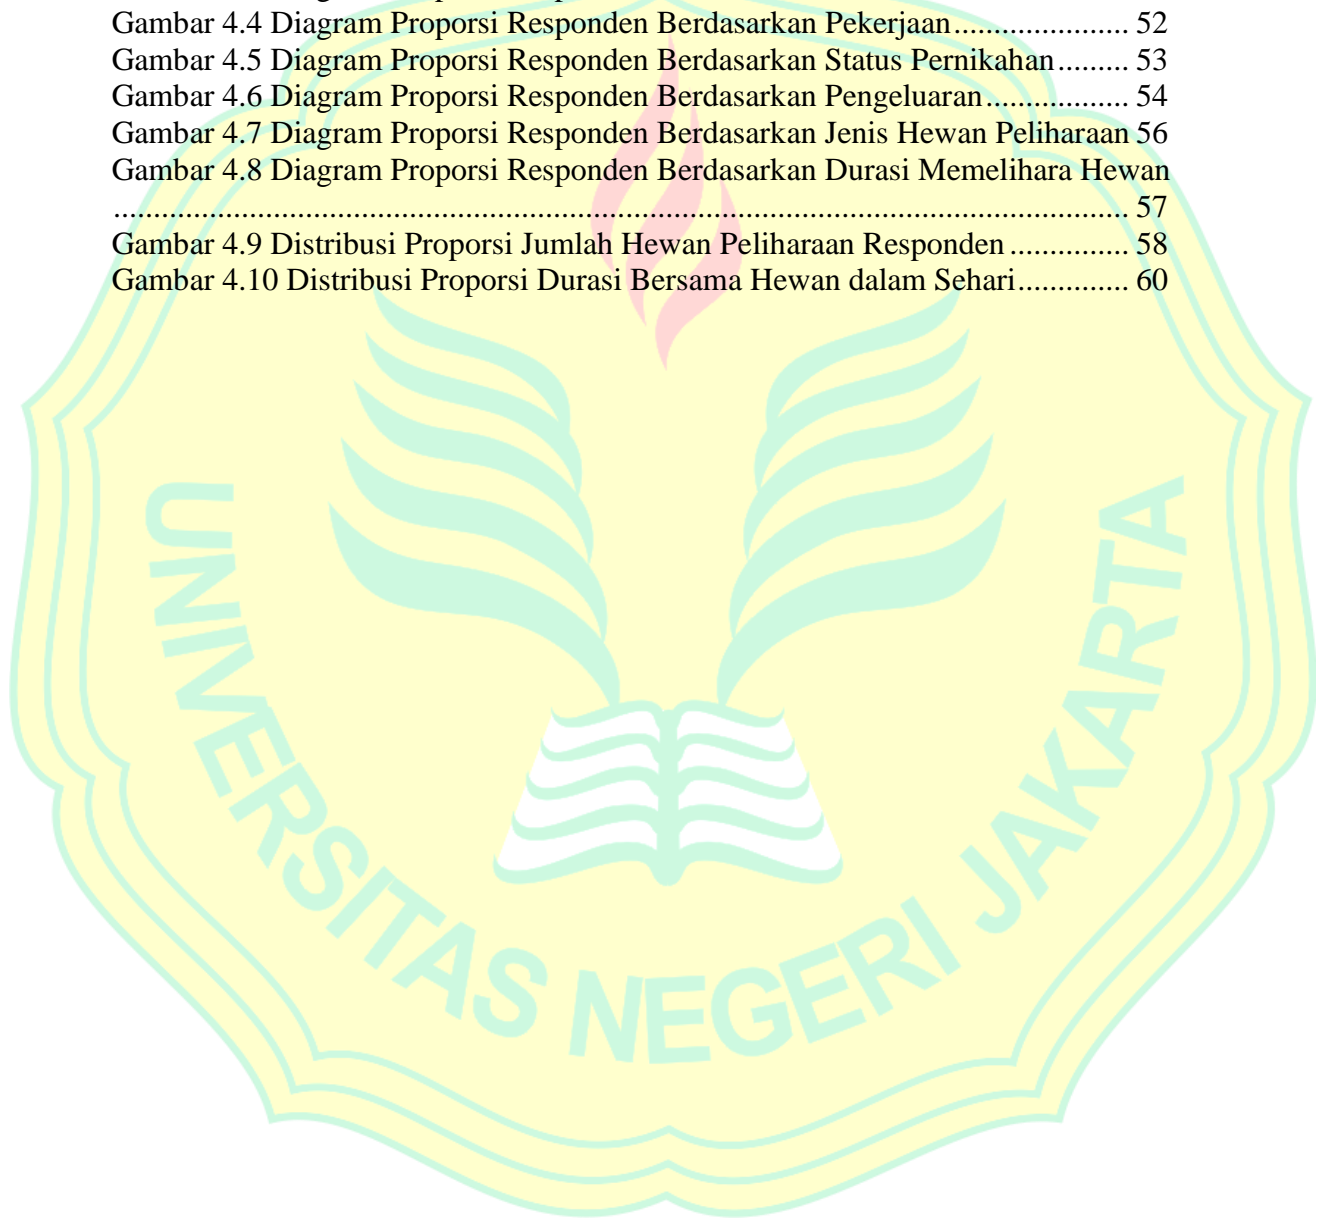 Gambar 4.4 Diagram Proporsi Responden Berdasarkan Pekerjaan...................... 52
Gambar 4.5 Diagram Proporsi Responden Berdasarkan Status Pernikahan......... 53
Gambar 4.6 Diagram Proporsi Responden Berdasarkan Pengeluaran................. 54
Gambar 4.7 Diagram Proporsi Responden Berdasarkan Jenis Hewan Peliharaan 56
Gambar 4.8 Diagram Proporsi Responden Berdasarkan Durasi Memelihara Hewan
............................................................................................................................. 57
Gambar 4.9 Distribusi Proporsi Jumlah Hewan Peliharaan Responden .............. 58
Gambar 4.10 Distribusi Proporsi Durasi Bersama Hewan dalam Sehari.............. 60
UNIVERSITAS NEGERI JAKARTA